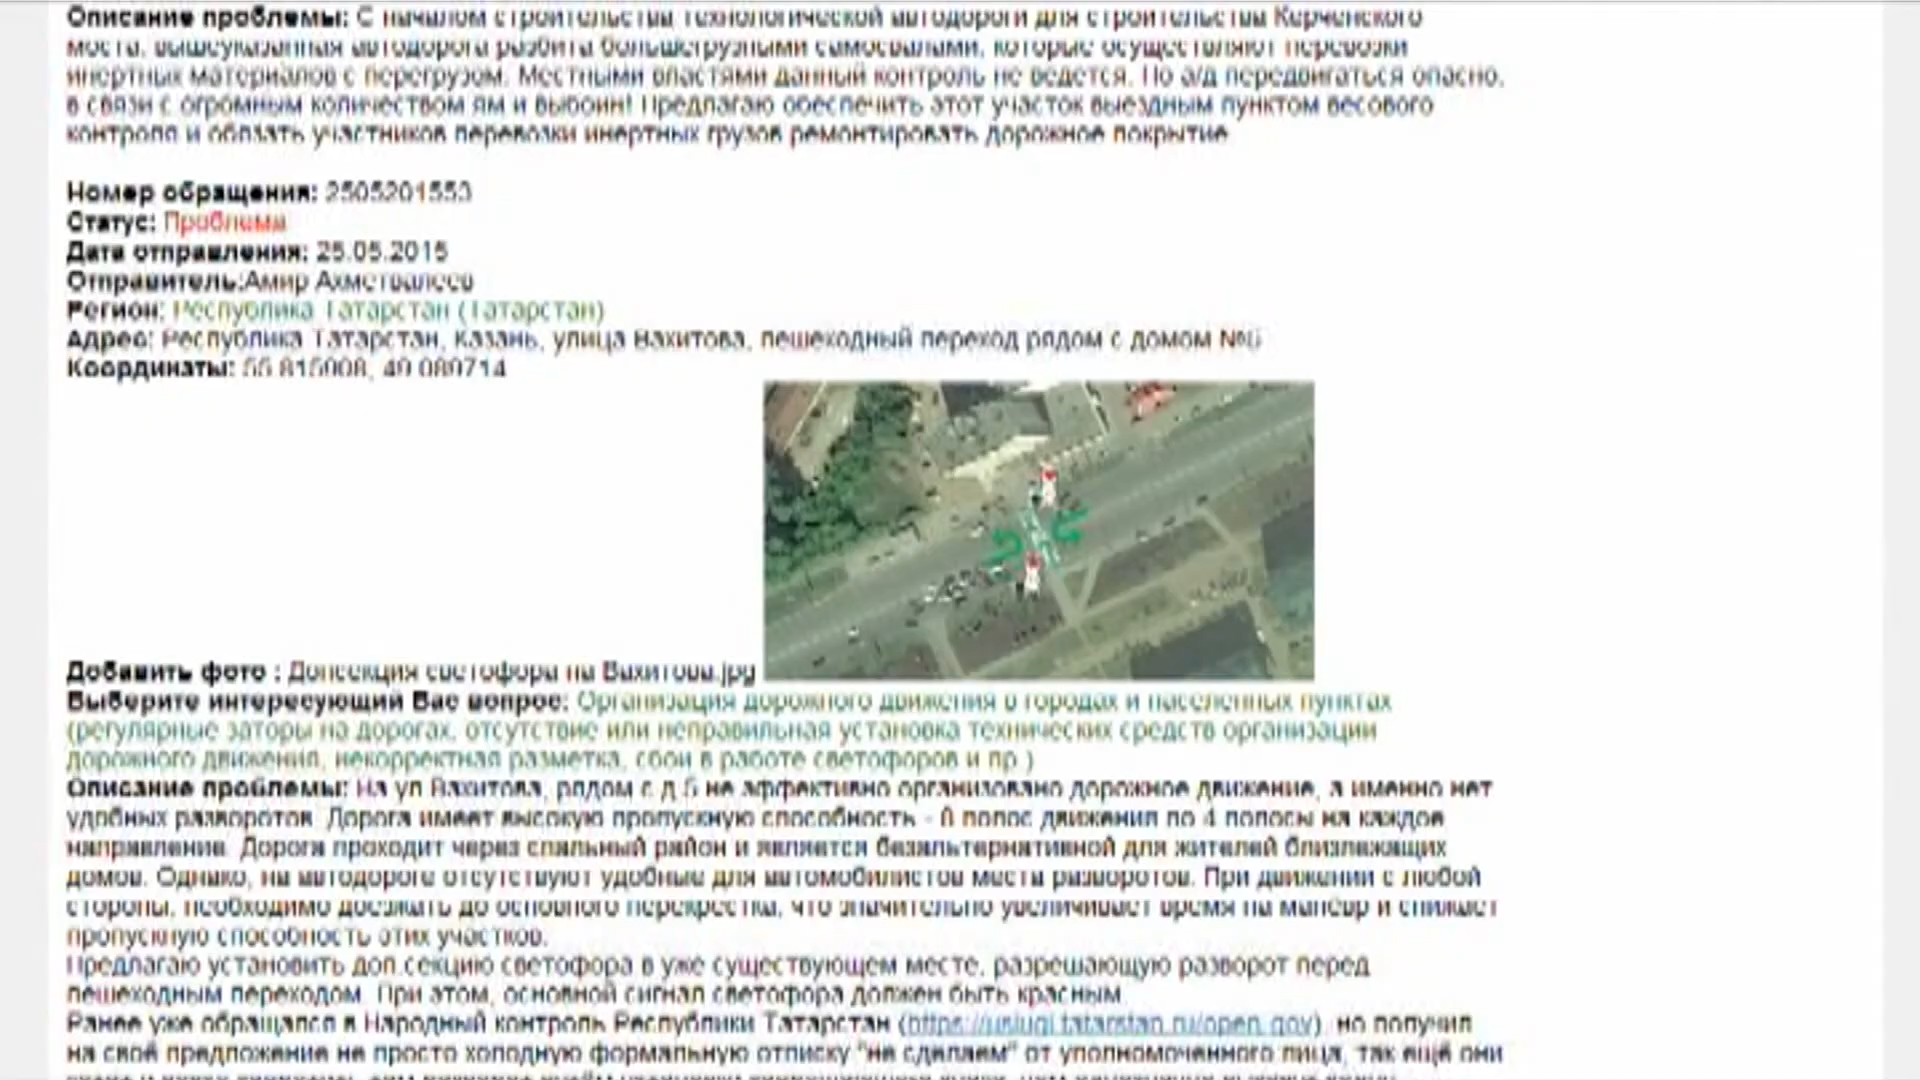 Описание проблемы: С началом строительства технологической автодороги для строительства Керченского
моста, вышеуказанная автодорога разбита большегрузными самосвалами, которые осуществляют перевозки
инертных материалов с перегрузом. Местными властями данный контроль не ведется. По а/д передвигаться опасно,
в связи с огромным количеством ям и выбоин! Предлагаю обеспечить этот участок выездным пунктом весового
контроля и обязать участников перевозки инертных грузов ремонтировать дорожное покрытие
Номер обращения: 2505201553
Статус: Проблема
Дата отправления: 25.05.2015
Отправитель:Амир Ахметвалеев
Регион: Республика Татарстан (Татарстан)
Адрес: Республика Татарстан, Казань, улица Вахитова, пешеходный переход рядом с домом
Координаты:
Добавить фото : Допсекция светофора на Вахитова.jpg
Выберите интересующий Вас вопрос: Организация дорожного движения в городах и населенных пунктах
(регулярные заторы на дорогах, отсутствие или неправильная установка технических средств организации
дорожного движения, некорректная разметка, сбои в работе светофоров и пр.)
Описание проблемы: На ул Вахитова, рядом с д.5 не эффективно организовано дорожное движение, а именно нет
удобных разворотов. Дорога имеет высокую пропускную способность - 8 полос движения по 4 полосы на каждое
направление. Дорога проходит через спальный район и является безальтернативной для жителей близлежащих
домов. Однако, на автодороге отсутствуют удобные для автомобилистов места разворотов. При движении с любой
стороны, необходимо доезжать до основного перекрестка, что значительно увеличивает время на маневр и снижает
пропускную способность этих участков.
Предлагаю установить доп.секцию светофора в уже существующем месте, разрешающую разворот перед
пешеходным переходом. При этом, основной сигнал светофора должен быть красным.
Ранее уже обращался в Народный контроль Республики Татарстан (https://uslugi.tatarstan.ru/open.gov), но получил
на своё предложение не просто холодную формальную отписку "не сделаем" от уполномоченного лица, так ещё они